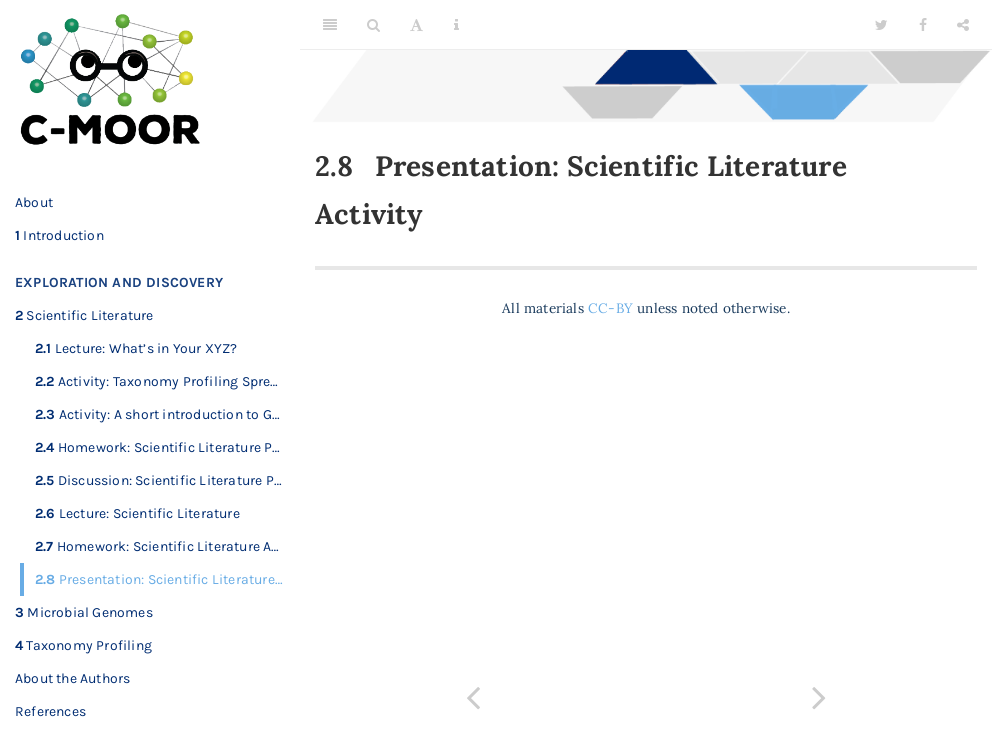 C-MOOR
About
1 Introduction
EXPLORATION AND DISCOVERY
2 Scientific Literature
2.1 Lecture: What's in Your XYZ?
2.2 Activity: Taxonomy Profiling Spre...
2.3 Activity: A short introduction to G...
2.4 Homework: Scientific Literature P...
2.5 Discussion: Scientific Literature P...
2.6 Lecture: Scientific Literature
2.7 Homework: Scientific Literature A...
2.8 Presentation: Scientific Literature...
3 Microbial Genomes
4 Taxonomy Profiling
About the Authors
References
2.8 Presentation: Scientific Literature
Activity
All materials CC-BY unless noted otherwise.